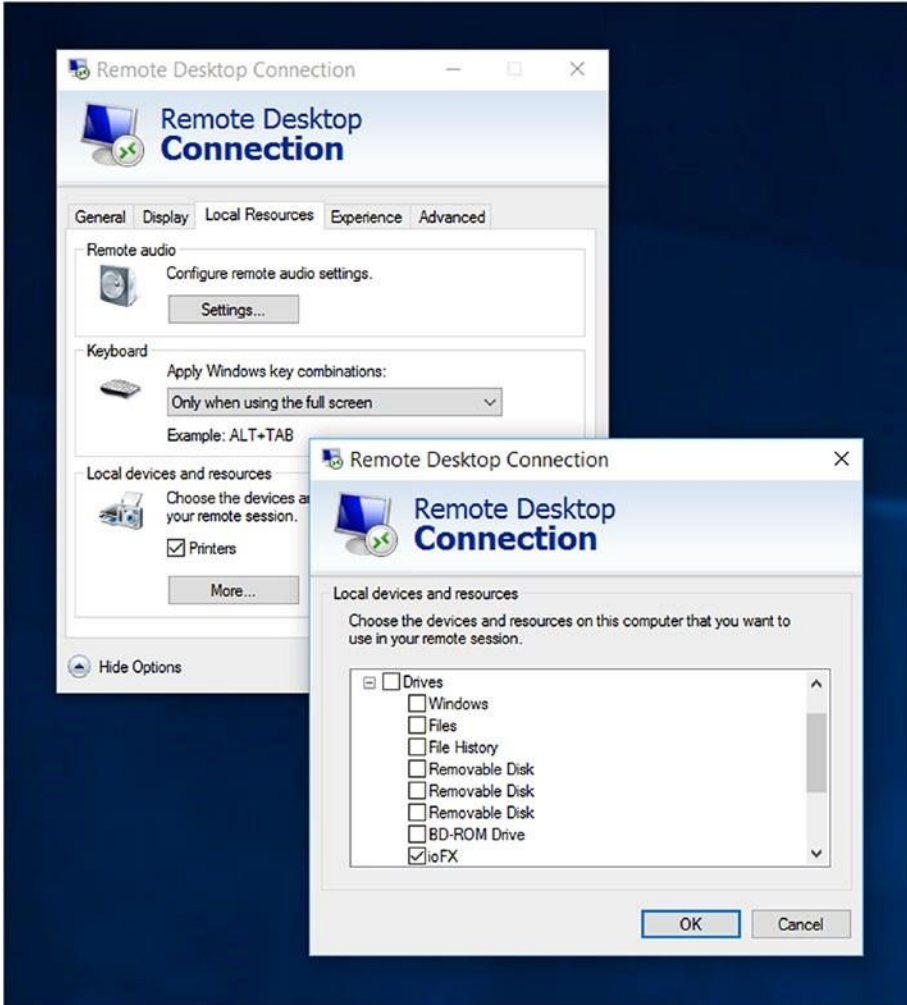 Remote Desktop Connection
Remote Desktop
Connection
General Display Local Resources Experience Advanced
Remote audio
Configure remote audio settings.
Settings...
Keyboard
Apply Windows key combinations:
Only when using the full screen
Example: ALT+TAB
Local devices and resources
Choose the devices a
your remote session.
Printers
More...
Hide Options
Remote Desktop Connection
Remote Desktop
Connection
Local devices and resources
Choose the devices and resources on this computer that you want to
use in your remote session.
Drives
Windows
Files
File History
Removable Disk
Removable Disk
Removable Disk
BD-ROM Drive
ioFX
OK Cancel